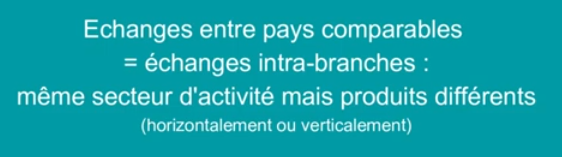 Echanges entre pays comparables
= échanges intra-branches :
même secteur d'activité mais produits différents
(horizontalement ou verticalement)